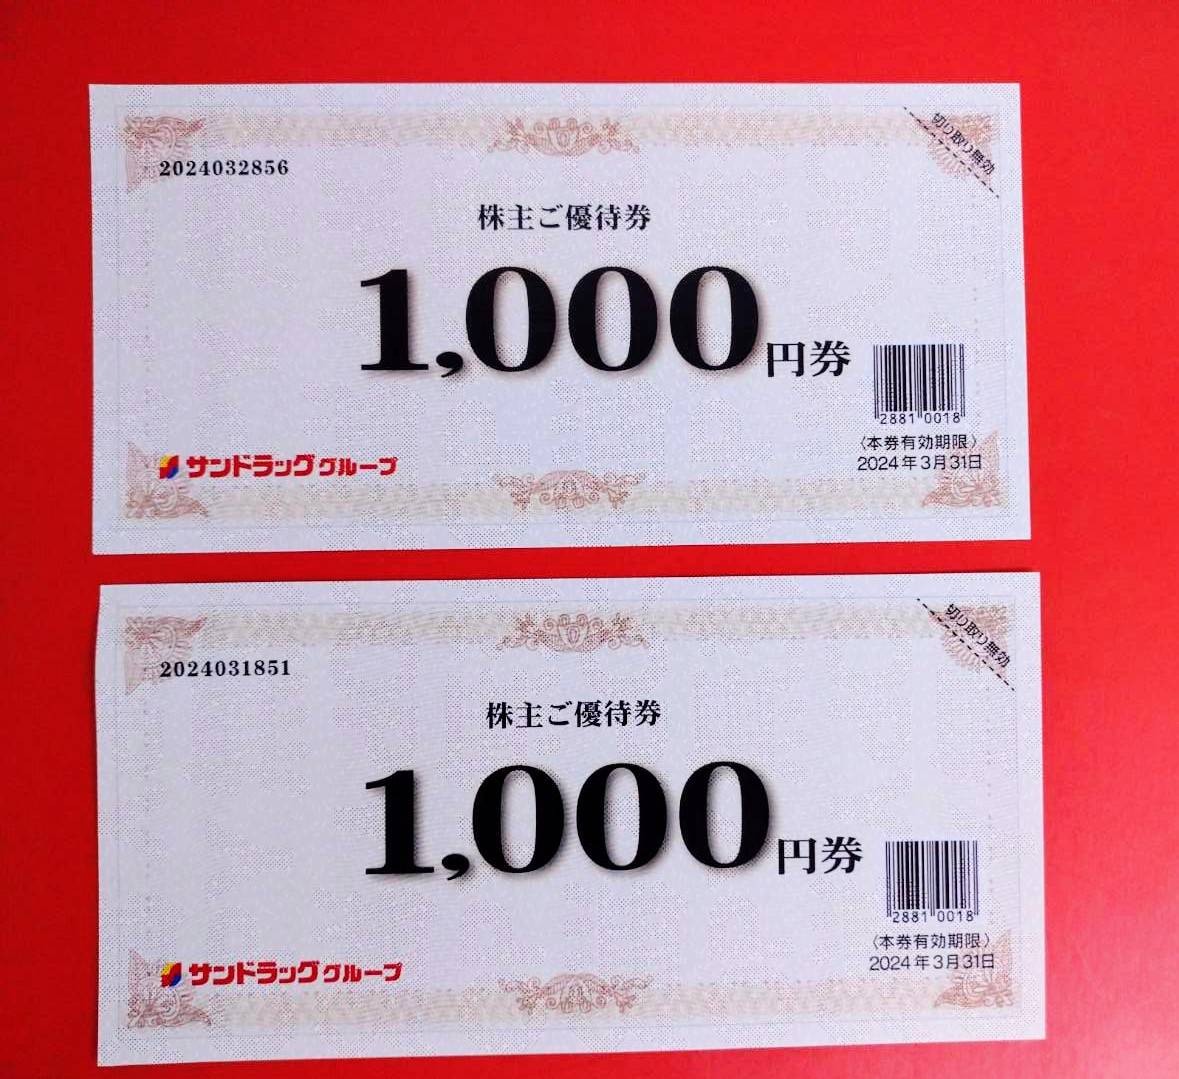 2024032856
切り取り無効
株主ご優待券
1,000円券
2881 0018
サンドラッググループ
〈本券有効期限〉
2024年3月31日
2024031851
切り取り無効
株主ご優待券
1,000円券
2881 0018
サンドラッググループ
〈本券有効期限〉
2024年3月31日